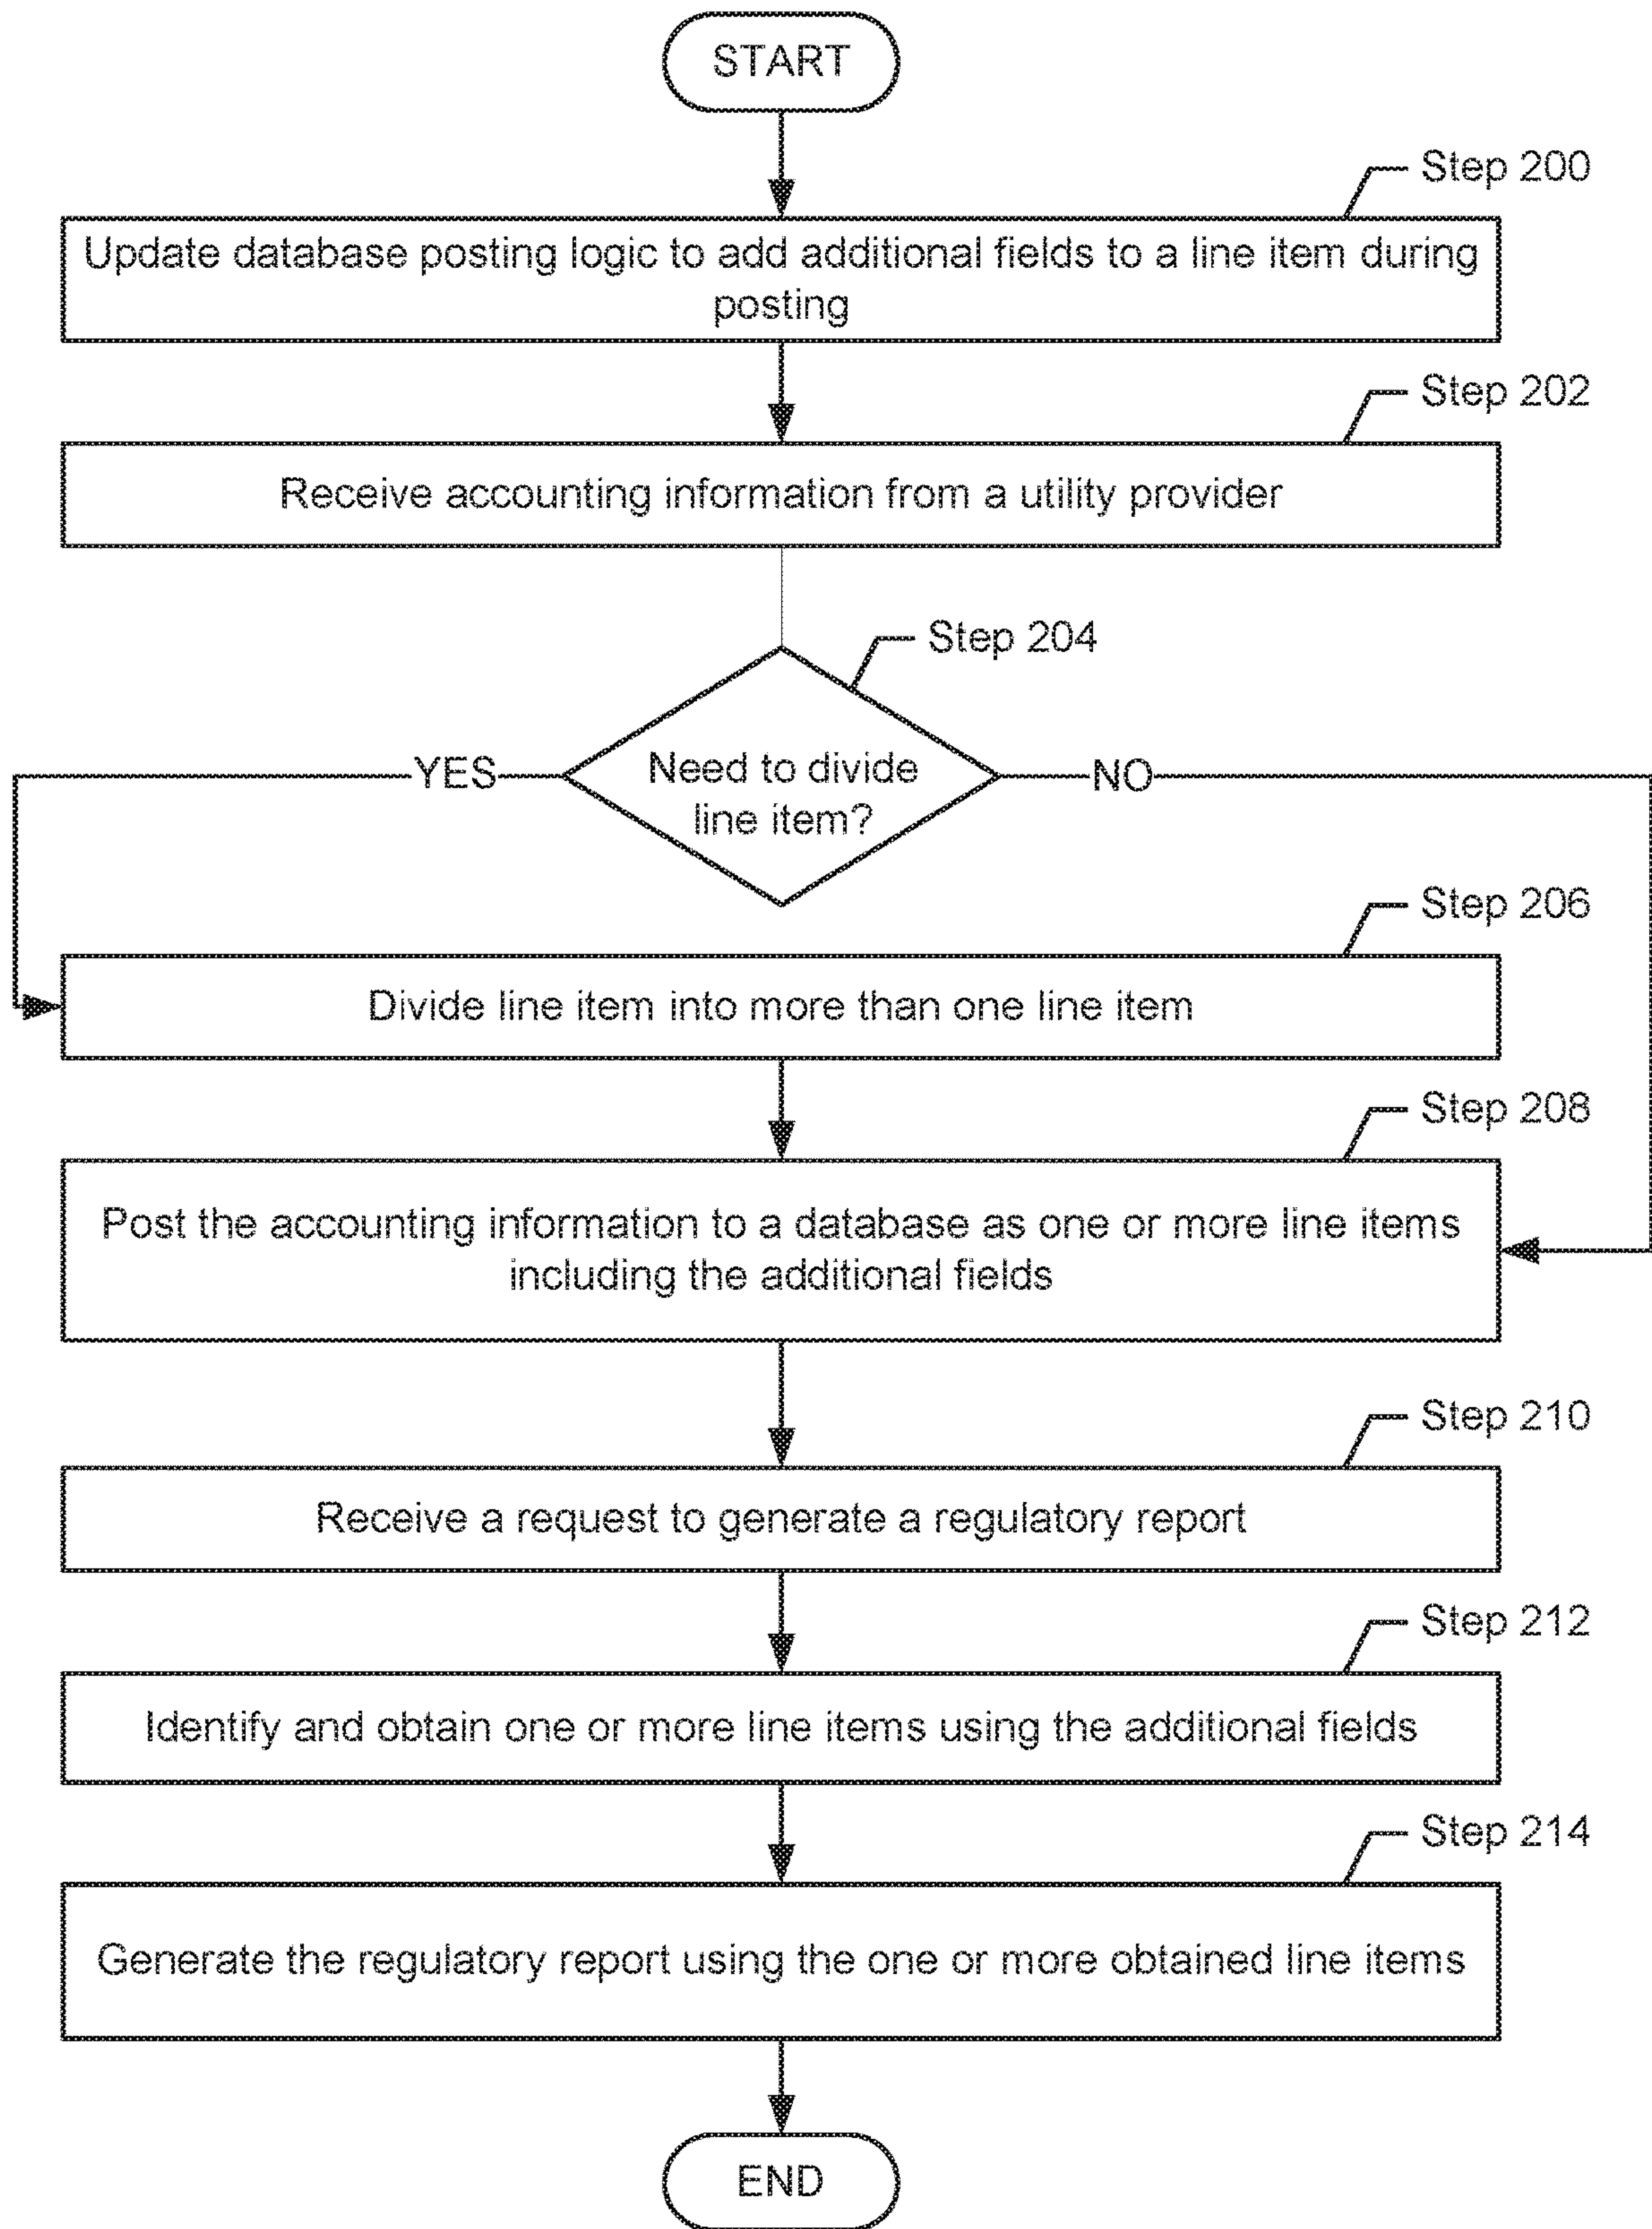 START
Step 200
Update database posting logic to add additional fields to a line item during
posting
Step 202
Receive accounting information from a utility provider
Step 204
YES
Need to divide
line item?
NO
Step 206
Divide line item into more than one line item
Step 208
Post the accounting information to a database as one or more line items
including the additional fields
Step 210
Receive a request to generate a regulatory report
Step 212
Identify and obtain one or more line items using the additional fields
Step 214
Generate the regulatory report using the one or more obtained line items
END